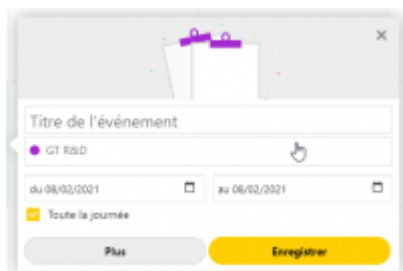 Titre de l'événement
GT R&D
du 08/02/2021 au 08/02/2021
Toute la journée
Plus Enregistrer